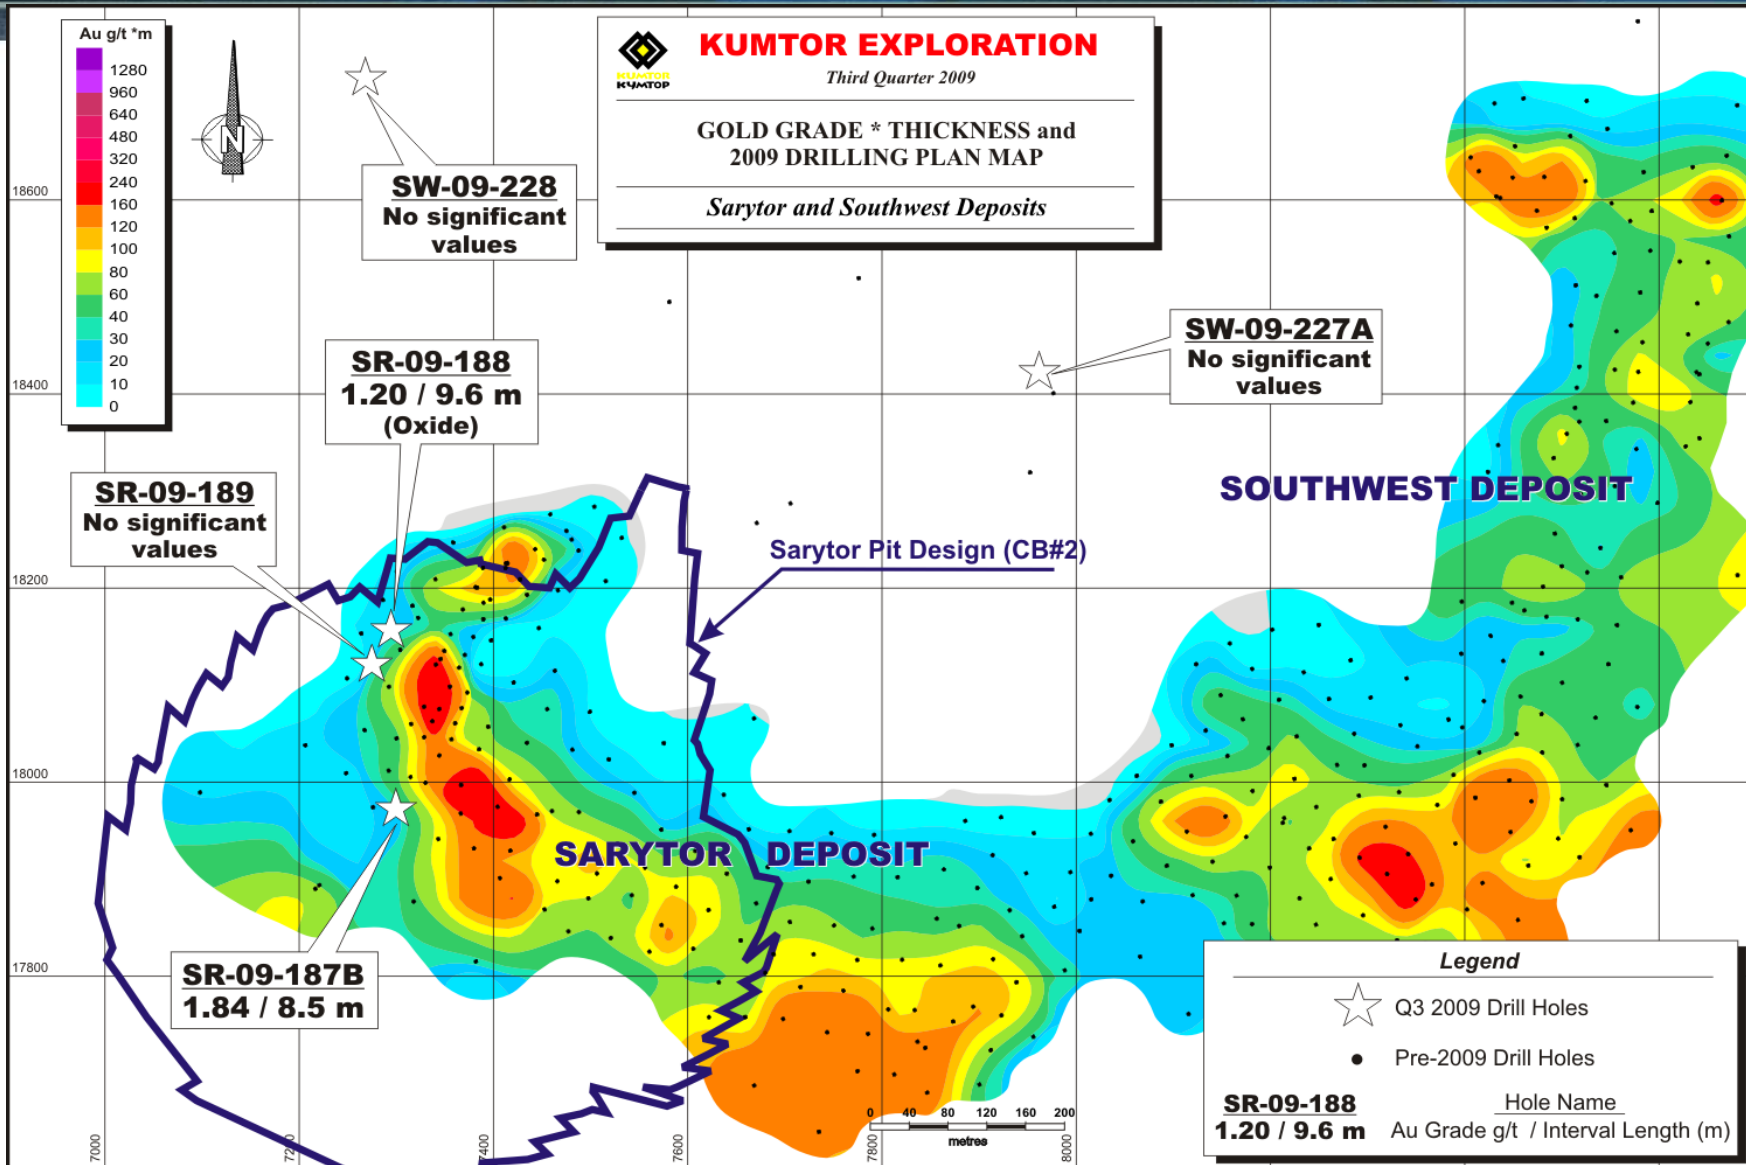 Au g/t *m
1280
960
640
480
320
240
160
120
100
80
60
40
30
20
10
0
N
KUMTOR
КУМТОР
KUMTOR EXPLORATION
Third Quarter 2009
GOLD GRADE * THICKNESS and
2009 DRILLING PLAN MAP
Sarytor and Southwest Deposits
SW-09-228
No significant
values
SW-09-227A
No significant
values
SR-09-188
1.20 / 9.6 m
(Oxide)
SR-09-189
No significant
values
SOUTHWEST DEPOSIT
Sarytor Pit Design (CB#2)
SARYTOR DEPOSIT
SR-09-187B
1.84 / 8.5 m
18600
18400
18200
18000
17800
7000
7200
7400
7600
7800
8000
0 40 80 120 160 200
metres
Legend
Q3 2009 Drill Holes
Pre-2009 Drill Holes
SR-09-188 Hole Name
1.20 / 9.6 m Au Grade g/t / Interval Length (m)